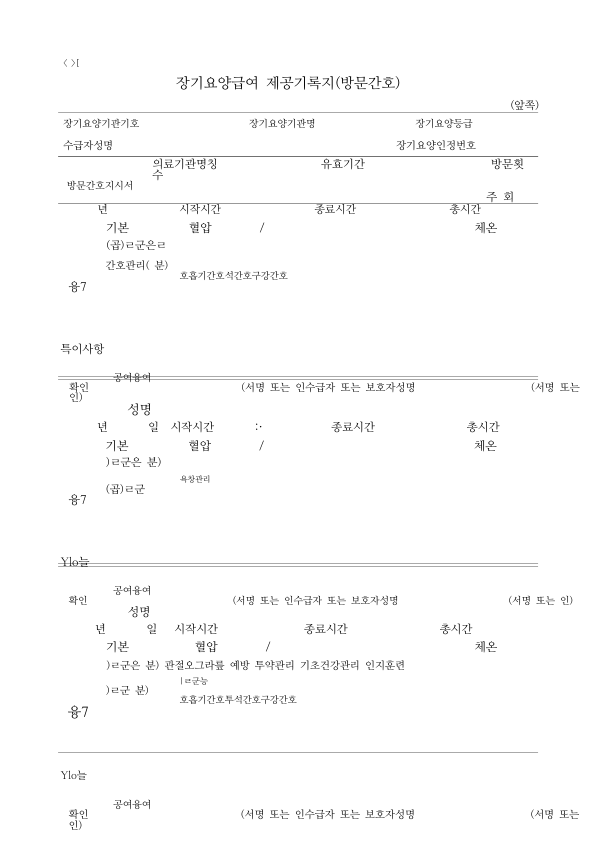 < >[
장기요양급여 제공기록지(방문간호)
(앞쪽)
장기요양기관기호 장기요양기관명 장기요양등급
수급자성명 장기요양인정번호
의료기관명칭 유효기간 방문횟
수
방문간호지시서
주 회
년 시작시간 종료시간 총시간
기본 혈압 / 체온
(곱)ㄹ군은ㄹ
간호관리( 분)
호흡기간호석간호구강간호
융7
특이사항
공여융여
확인 (서명 또는 인수급자 또는 보호자성명 (서명 또는
인)
성명
년 일 시작시간 :· 종료시간 총시간
기본 혈압 / 체온
)ㄹ군은 분)
욕창관리
(곱)ㄹ군
융7
Ylo늘
공여융여
확인 (서명 또는 인수급자 또는 보호자성명 (서명 또는 인)
성명
년 일 시작시간 종료시간 총시간
기본 혈압 / 체온
)ㄹ군은 분) 관절오그라듦 예방 투약관리 기초건강관리 인지훈련
|ㄹ군능
)ㄹ군 분)
호흡기간호투석간호구강간호
융7
Ylo늘
공여융여
확인 (서명 또는 인수급자 또는 보호자성명 (서명 또는
인)